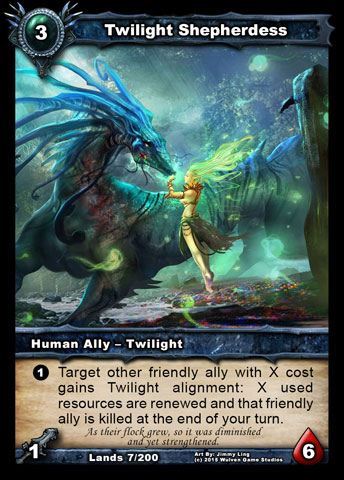 3
Twilight Shepherdess
Human Ally – Twilight
1 Target other friendly ally with X cost
gains Twilight alignment: X used
resources are renewed and that friendly
ally is killed at the end of your turn.
As their flock grew, so it was diminished
and yet strengthened.
1
Lands 7/200
Art By: Jimmy Ling
(c) 2015 Wulven Game Studios
6